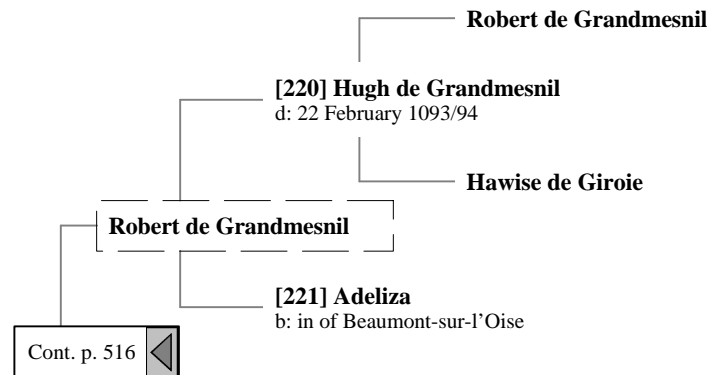 Robert de Grandmesnil
[220] Hugh de Grandmesnil
d: 22 February 1093/94
Hawise de Giroie
Robert de Grandmesnil
[221] Adeliza
b: in of Beaumont-sur-l’Oise
Cont. p. 516